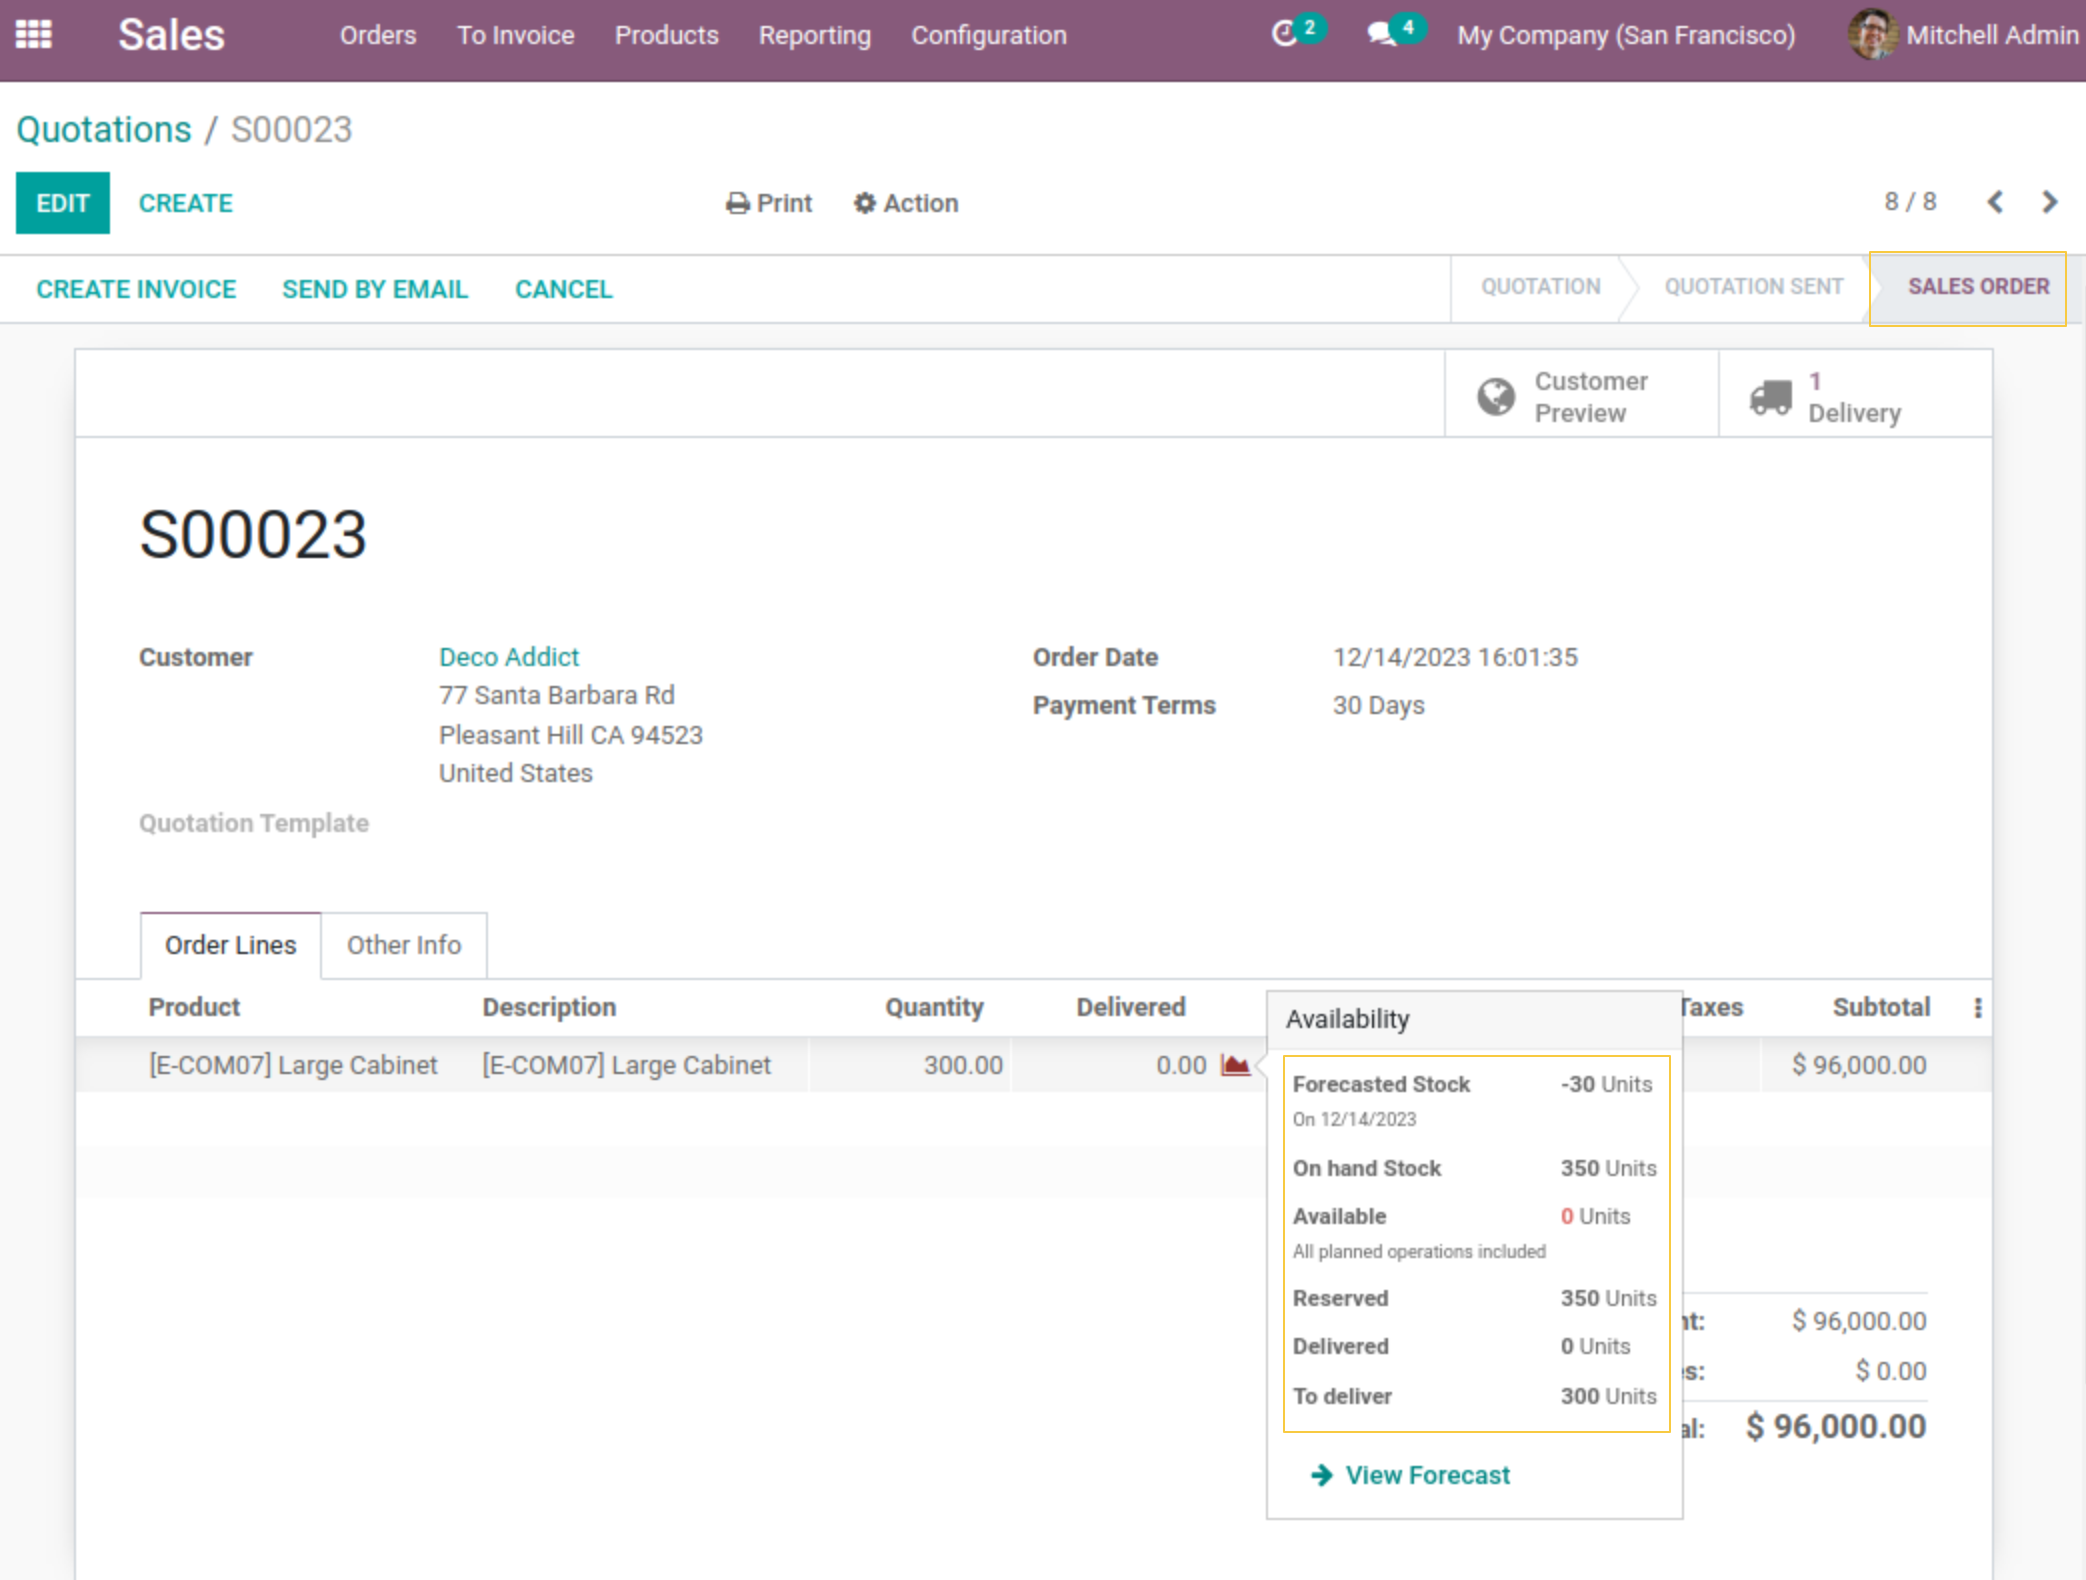 Sales Orders To Invoice Products Reporting Configuration 2 4 My Company (San Francisco) Mitchell Admin
Quotations / S00023
EDIT CREATE Print Action 8 / 8
CREATE INVOICE SEND BY EMAIL CANCEL QUOTATION QUOTATION SENT SALES ORDER
Customer Preview
1 Delivery
S00023
Customer Deco Addict
77 Santa Barbara Rd
Pleasant Hill CA 94523
United States
Order Date 12/14/2023 16:01:35
Payment Terms 30 Days
Quotation Template
Order Lines Other Info
Product Description Quantity Delivered Taxes Subtotal
[E-COM07] Large Cabinet [E-COM07] Large Cabinet 300.00 0.00 $ 96,000.00
Availability
Forecasted Stock -30 Units
On 12/14/2023
On hand Stock 350 Units
Available 0 Units
All planned operations included
Reserved 350 Units
Delivered 0 Units
To deliver 300 Units
View Forecast
nt: $ 96,000.00
s: $ 0.00
al: $ 96,000.00